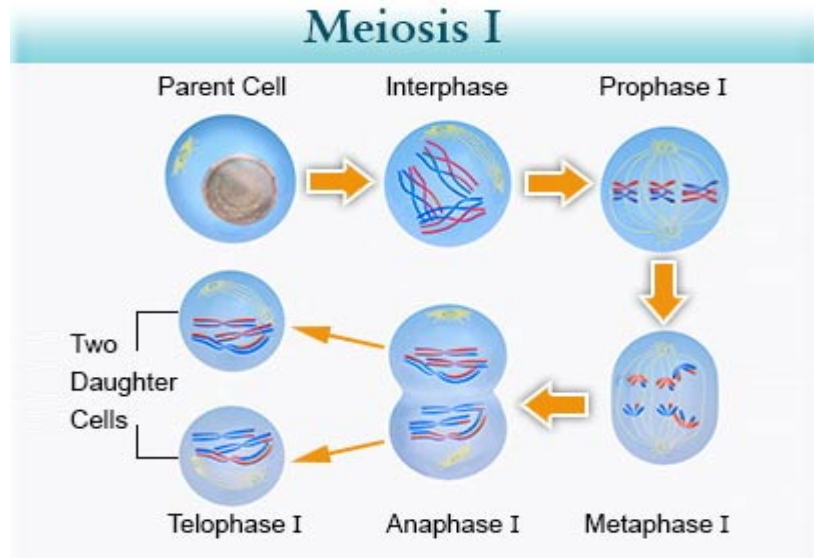 Meiosis I
Parent Cell
Interphase
Prophase I
Two
Daughter
Cells
Telophase I
Anaphase I
Metaphase I